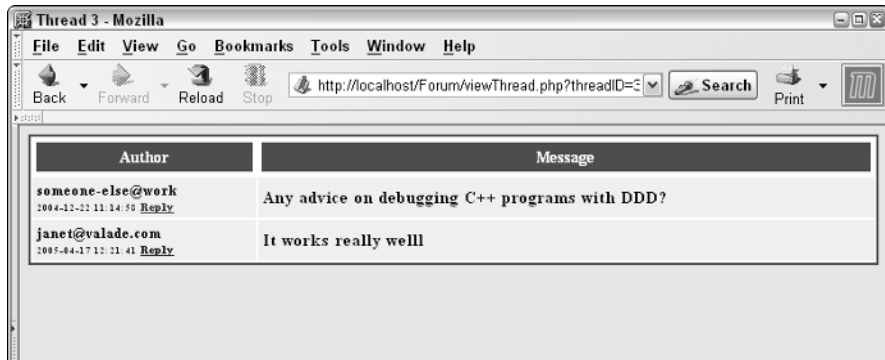 Thread 3 - Mozilla
File Edit View Go Bookmarks Tools Window Help
Back Forward Reload Stop http://localhost/Forum/viewThread.php?threadID=3 Search Print
Author Message
someone-else@work
2004-12-22 11:14:58 Reply
Any advice on debugging C++ programs with DDD?
janet@valade.com
2005-04-17 12:21:41 Reply
It works really welll